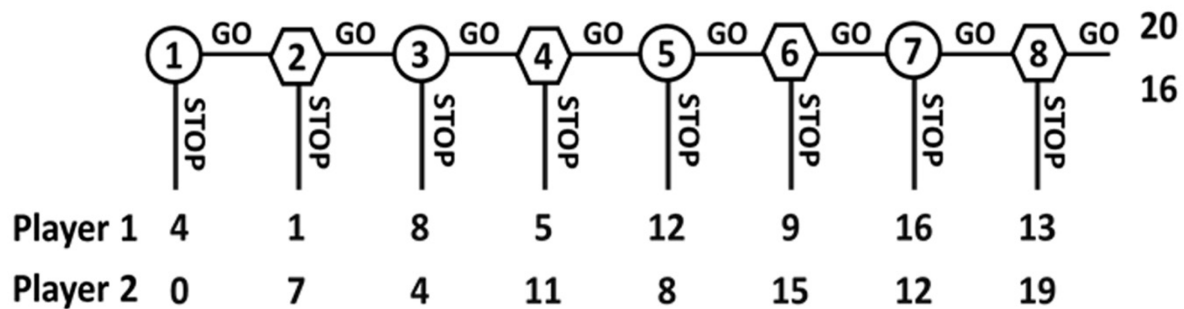 GO GO GO GO GO GO GO GO 20
1 2 3 4 5 6 7 8
16
STOP STOP STOP STOP STOP STOP STOP STOP
Player 1 4 1 8 5 12 9 16 13
Player 2 0 7 4 11 8 15 12 19